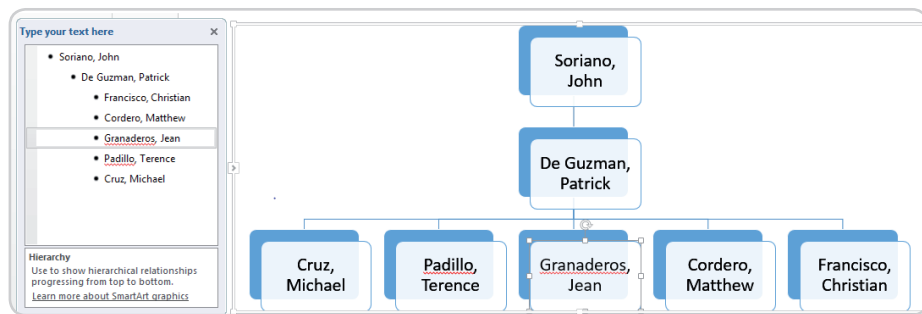 Type your text here
Soriano, John
De Guzman, Patrick
Francisco, Christian
Cordero, Matthew
Granaderos, Jean
Padillo, Terence
Cruz, Michael
Hierarchy
Use to show hierarchical relationships
progressing from top to bottom.
Learn more about SmartArt graphics
Soriano,
John
De Guzman,
Patrick
Cruz,
Michael
Padillo,
Terence
Granaderos,
Jean
Cordero,
Matthew
Francisco,
Christian